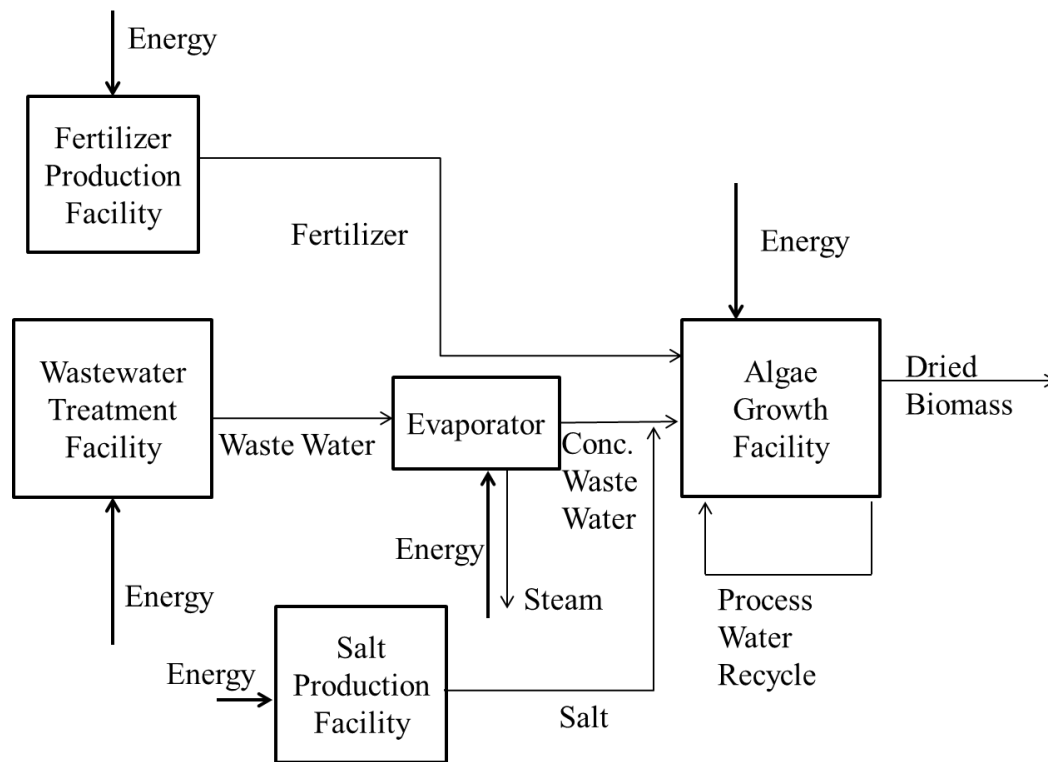 Energy
Fertilizer
Production
Facility
Fertilizer
Energy
Wastewater
Treatment
Facility
Waste Water
Evaporator
Conc.
Waste
Water
Algae
Growth
Facility
Dried
Biomass
Energy
Energy
Steam
Process
Water
Recycle
Energy
Salt
Production
Facility
Salt